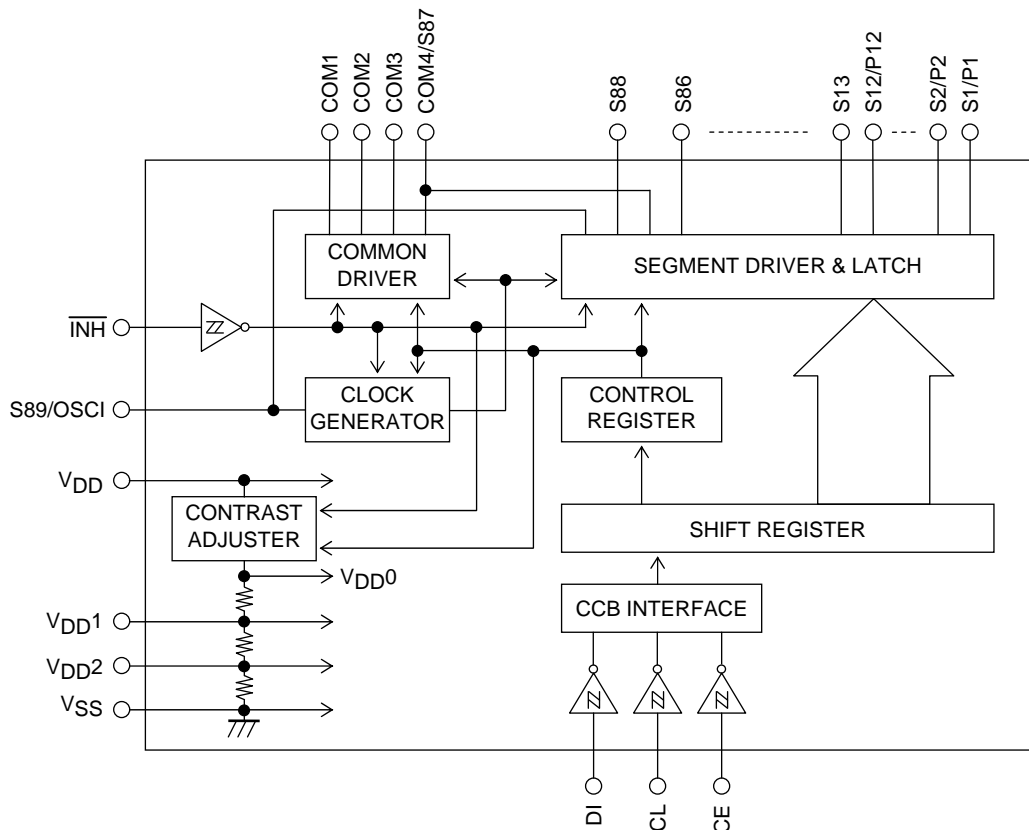 COM1
COM2
COM3
COM4/S87
S88
S86
S13
S12/P12
S2/P2
S1/P1
COMMON
DRIVER
SEGMENT DRIVER & LATCH
INH
S89/OSCI
CLOCK
GENERATOR
CONTROL
REGISTER
VDD
CONTRAST
ADJUSTER
SHIFT REGISTER
VDD0
CCB INTERFACE
VDD1
VDD2
VSS
DI
CL
CE